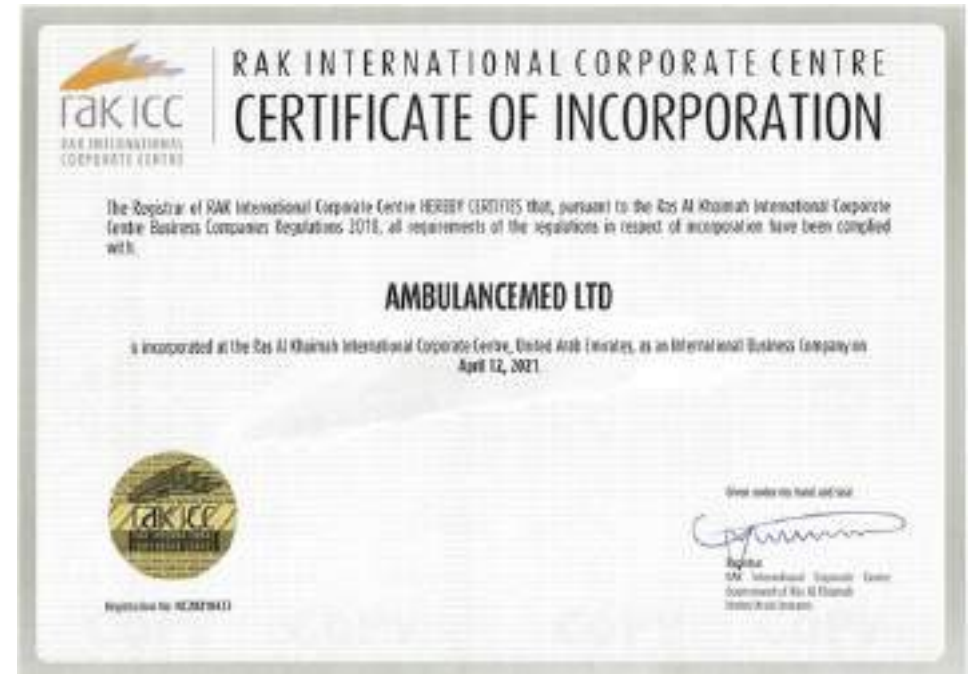 RAK INTERNATIONAL CORPORATE CENTRE
CERTIFICATE OF INCORPORATION
rak icc
RAK INTERNATIONAL
CORPORATE CENTRE
The Registrar of RAK International Corporate Centre HEREBY CERTIFIES that, pursuant to the Ras Al Khaimah International Corporate
Centre Business Companies Regulations 2018, all requirements of the regulations in respect of incorporation have been complied
with,
AMBULANCEMED LTD
is incorporated at the Ras Al Khaimah International Corporate Centre, United Arab Emirates, as an International Business Company on
April 12, 2021
Given under my hand and seal
rak icc
Registrar
RAK International Corporate Centre
Government of Ras Al Khaimah
United Arab Emirates
Registration No